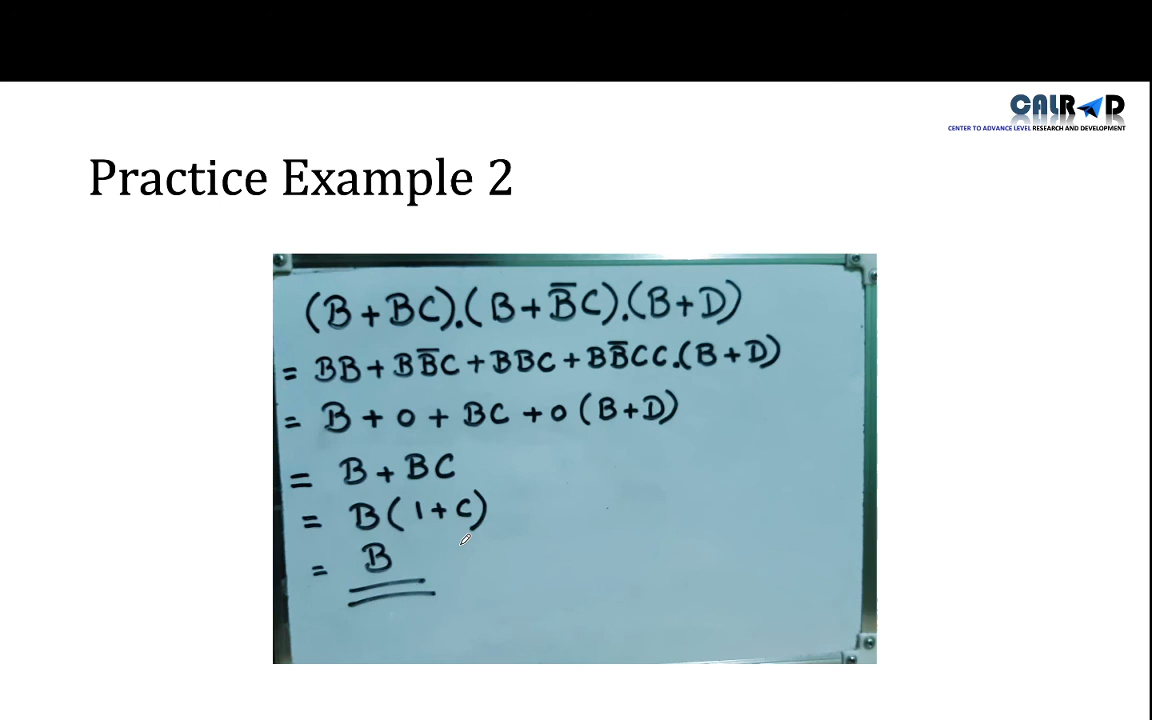 CALROAD
CENTER TO ADVANCE LEVEL RESEARCH AND DEVELOPMENT
Practice Example 2
(B+BC).(B+B̅C).(B+D)
= BB+BB̅C+BBC+BB̅CC.(B+D)
= B+0+BC+0(B+D)
= B+BC
= B(1+C)
= B